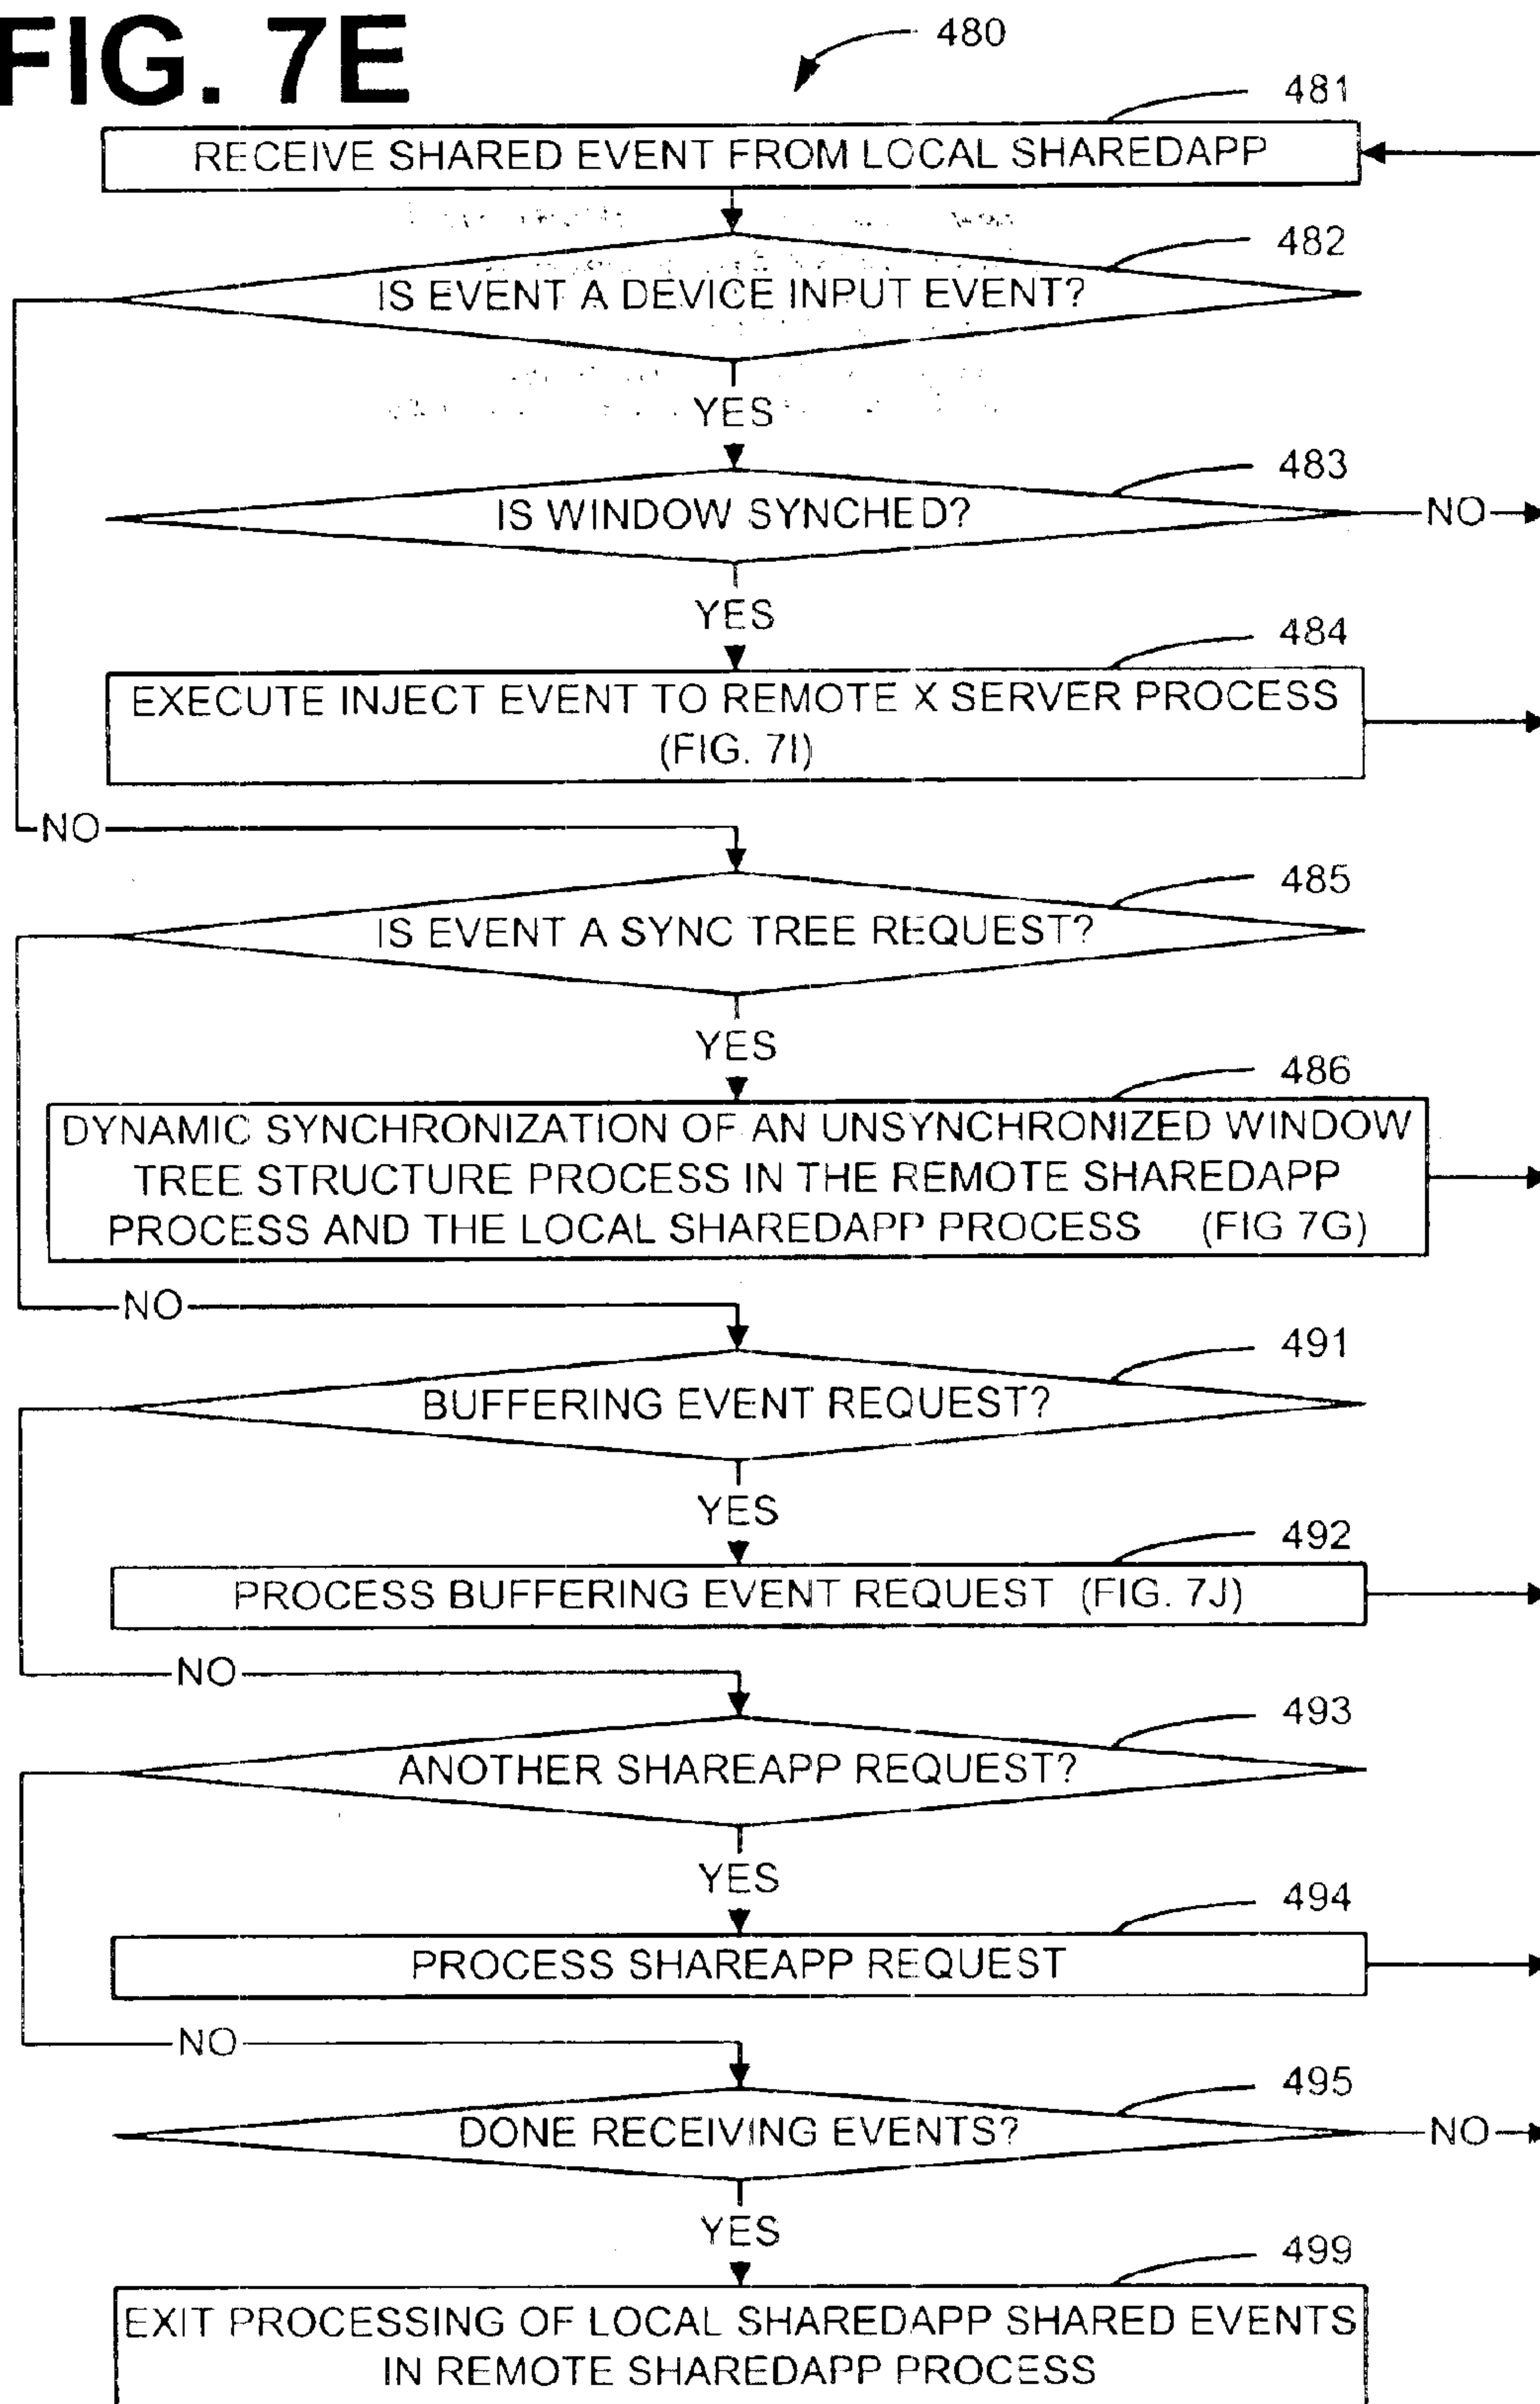 FIG. 7E
480
481
RECEIVE SHARED EVENT FROM LOCAL SHAREDAPP
482
IS EVENT A DEVICE INPUT EVENT?
YES
483
IS WINDOW SYNCHED?
NO
YES
484
EXECUTE INJECT EVENT TO REMOTE X SERVER PROCESS
(FIG. 7I)
NO
485
IS EVENT A SYNC TREE REQUEST?
YES
486
DYNAMIC SYNCHRONIZATION OF AN UNSYNCHRONIZED WINDOW
TREE STRUCTURE PROCESS IN THE REMOTE SHAREDAPP
PROCESS AND THE LOCAL SHAREDAPP PROCESS (FIG 7G)
NO
491
BUFFERING EVENT REQUEST?
YES
492
PROCESS BUFFERING EVENT REQUEST (FIG. 7J)
NO
493
ANOTHER SHAREAPP REQUEST?
YES
494
PROCESS SHAREAPP REQUEST
NO
495
DONE RECEIVING EVENTS?
NO
YES
499
EXIT PROCESSING OF LOCAL SHAREDAPP SHARED EVENTS
IN REMOTE SHAREDAPP PROCESS